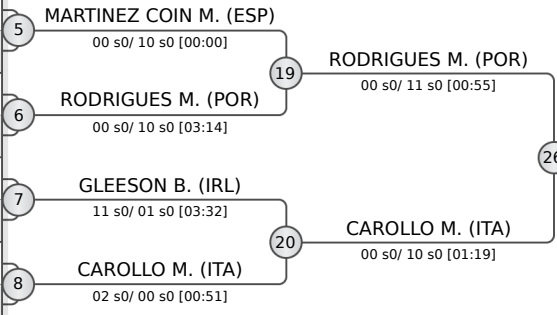 5
MARTINEZ COIN M. (ESP)
00 s0/ 10 s0 [00:00]
19
RODRIGUES M. (POR)
00 s0/ 11 s0 [00:55]
6
RODRIGUES M. (POR)
00 s0/ 10 s0 [03:14]
26
7
GLEESON B. (IRL)
11 s0/ 01 s0 [03:32]
20
CAROLLO M. (ITA)
00 s0/ 10 s0 [01:19]
8
CAROLLO M. (ITA)
02 s0/ 00 s0 [00:51]